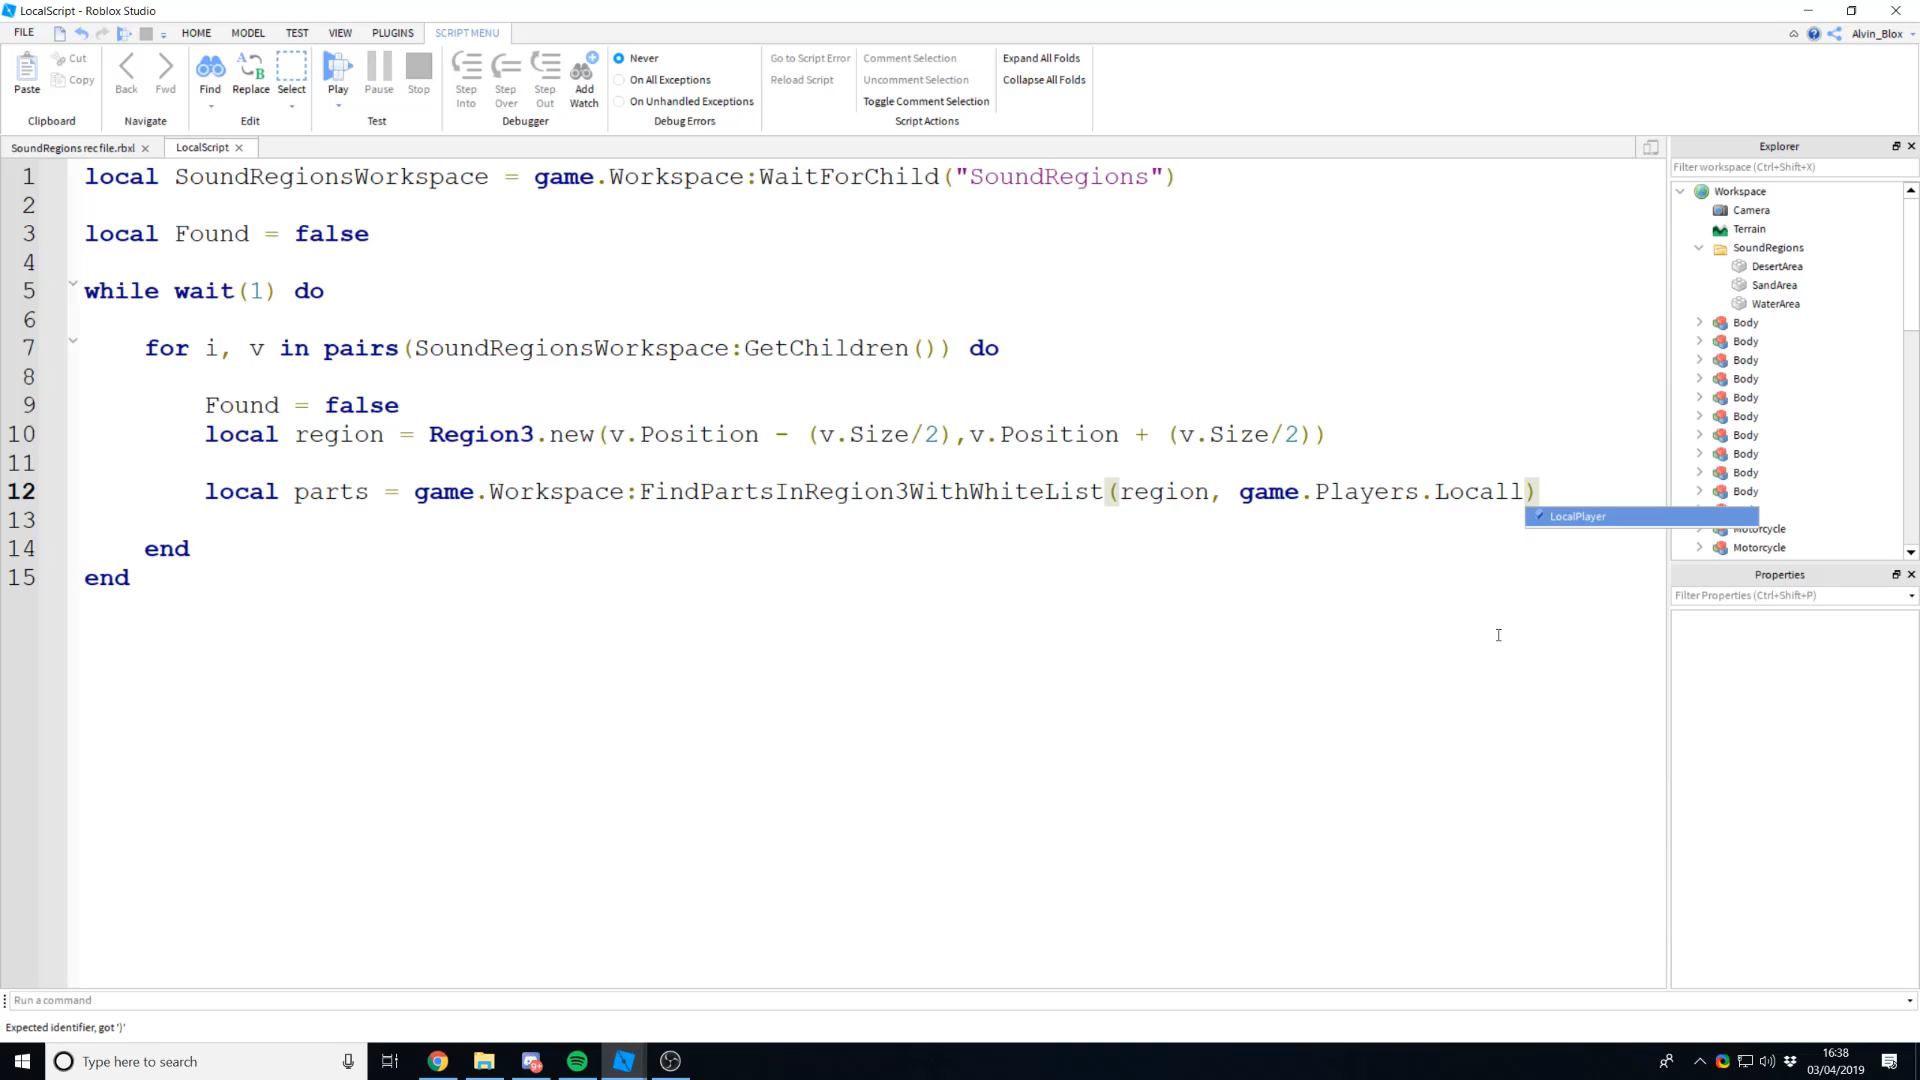 LocalScript - Roblox Studio
FILE HOME MODEL TEST VIEW PLUGINS SCRIPT MENU Alvin_Blox
Paste Cut Copy Clipboard
Back Fwd Navigate
Find Replace Select Edit
Play Pause Stop Test
Step Into Step Over Step Out Add Watch Debugger
Never
On All Exceptions
On Unhandled Exceptions
Debug Errors
Go to Script Error
Reload Script
Comment Selection
Uncomment Selection
Toggle Comment Selection
Expand All Folds
Collapse All Folds
Script Actions
SoundRegions rec file.rbxl LocalScript
1 local SoundRegionsWorkspace = game.Workspace:WaitForChild("SoundRegions")
2
3 local Found = false
4
5 while wait(1) do
6
7 for i, v in pairs(SoundRegionsWorkspace:GetChildren()) do
8
9 Found = false
10 local region = Region3.new(v.Position - (v.Size/2),v.Position + (v.Size/2))
11
12 local parts = game.Workspace:FindPartsInRegion3WithWhiteList(region, game.Players.Locall)
LocalPlayer
13
14 end
15 end
Explorer
Filter workspace (Ctrl+Shift+X)
Workspace
Camera
Terrain
SoundRegions
DesertArea
SandArea
WaterArea
Body
Body
Body
Body
Body
Body
Body
Body
Body
Body
Motorcycle
Motorcycle
Properties
Filter Properties (Ctrl+Shift+P)
Run a command
Expected identifier, got ')'
Type here to search
9+
16:38
03/04/2019